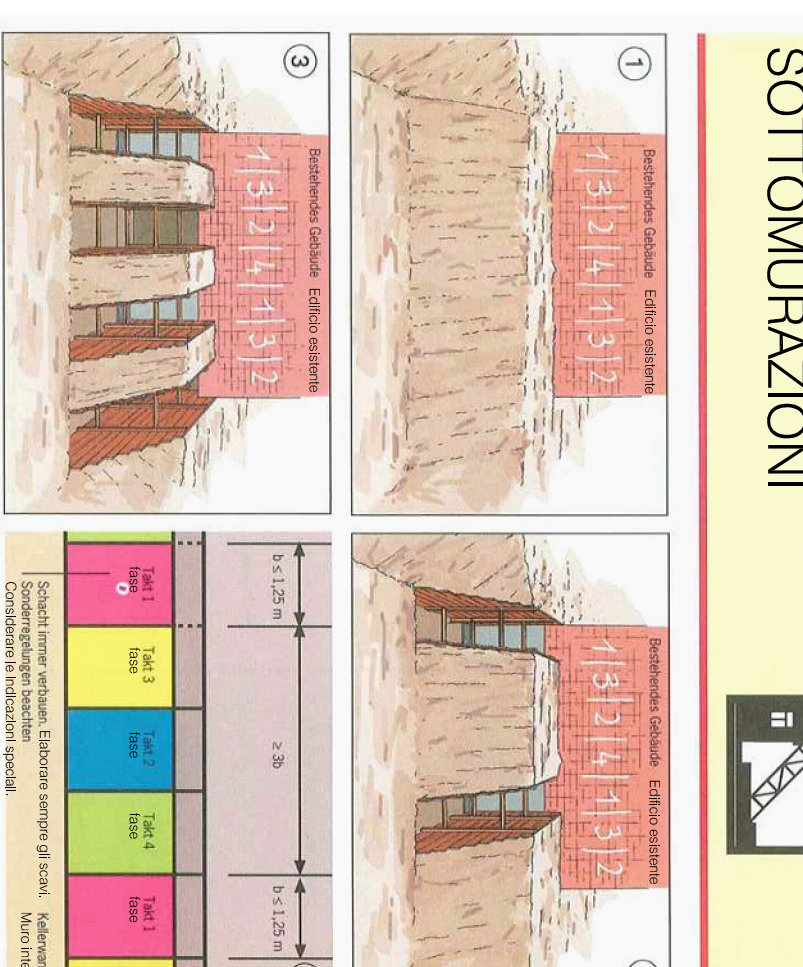 SOTTOMURAZIONI
1
Bestehendes Gebäude Edificio esistente
1/3/2/4/1/3/2
Bestehendes Gebäude Edificio esistente
1/3/2/4/1/3/2
3
Bestehendes Gebäude Edificio esistente
1/3/2/4/1/3/2
b ≤ 1,25 m
≥ 3b
b ≤ 1,25 m
Takt 1
fase
Takt 3
fase
Takt 2
fase
Takt 4
fase
Takt 1
fase
Schacht immer verbauen. Elaborare sempre gli scavi.
Sonderregelungen beachten
Considerare le indicazioni speciali.
Muro